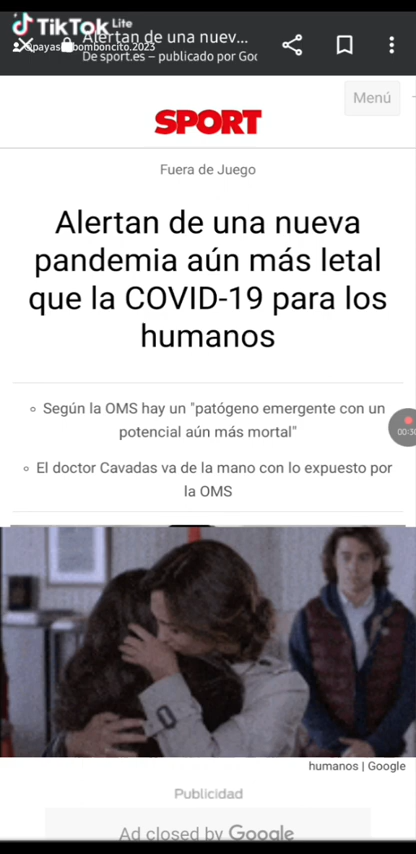 TikTok Lite
Alertan de una nuev...
De sport.es – publicado por Goo
Menú
SPORT
Fuera de Juego
Alertan de una nueva
pandemia aún más letal
que la COVID-19 para los
humanos
Según la OMS hay un "patógeno emergente con un
potencial aún más mortal"
El doctor Cavadas va de la mano con lo expuesto por
la OMS
humanos | Google
Publicidad
Ad closed by Google